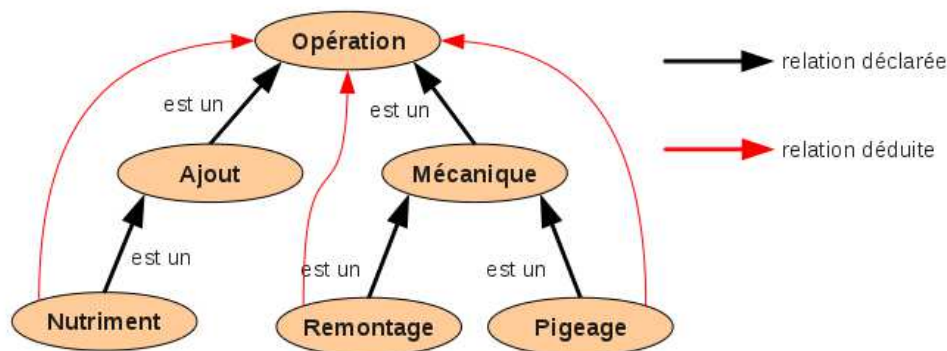 Opération
relation déclarée
est un
est un
relation déduite
Ajout
Mécanique
est un
est un
est un
Nutriment
Remontage
Pigeage